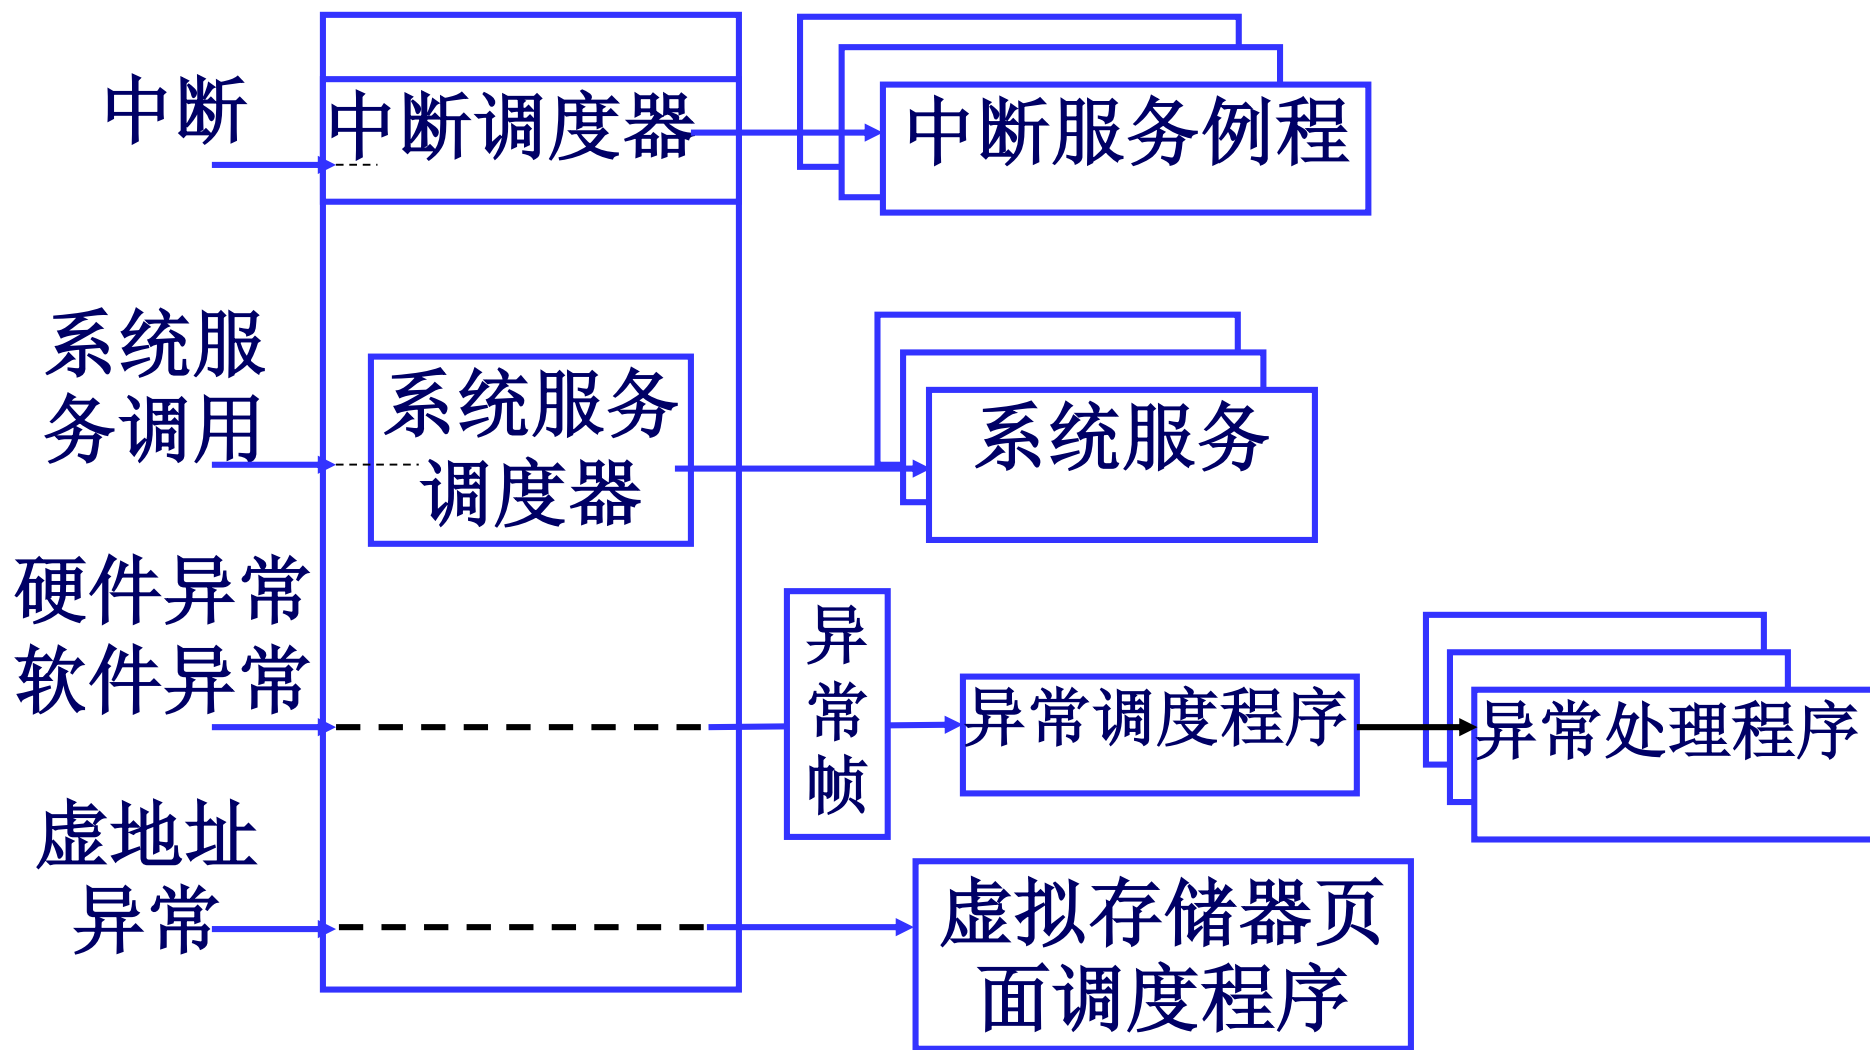 中断
中断调度器
中断服务例程
系统服
务调用
系统服务
调度器
系统服务
硬件异常
软件异常
异
常
帧
异常调度程序
异常处理程序
虚地址
异常
虚拟存储器页
面调度程序